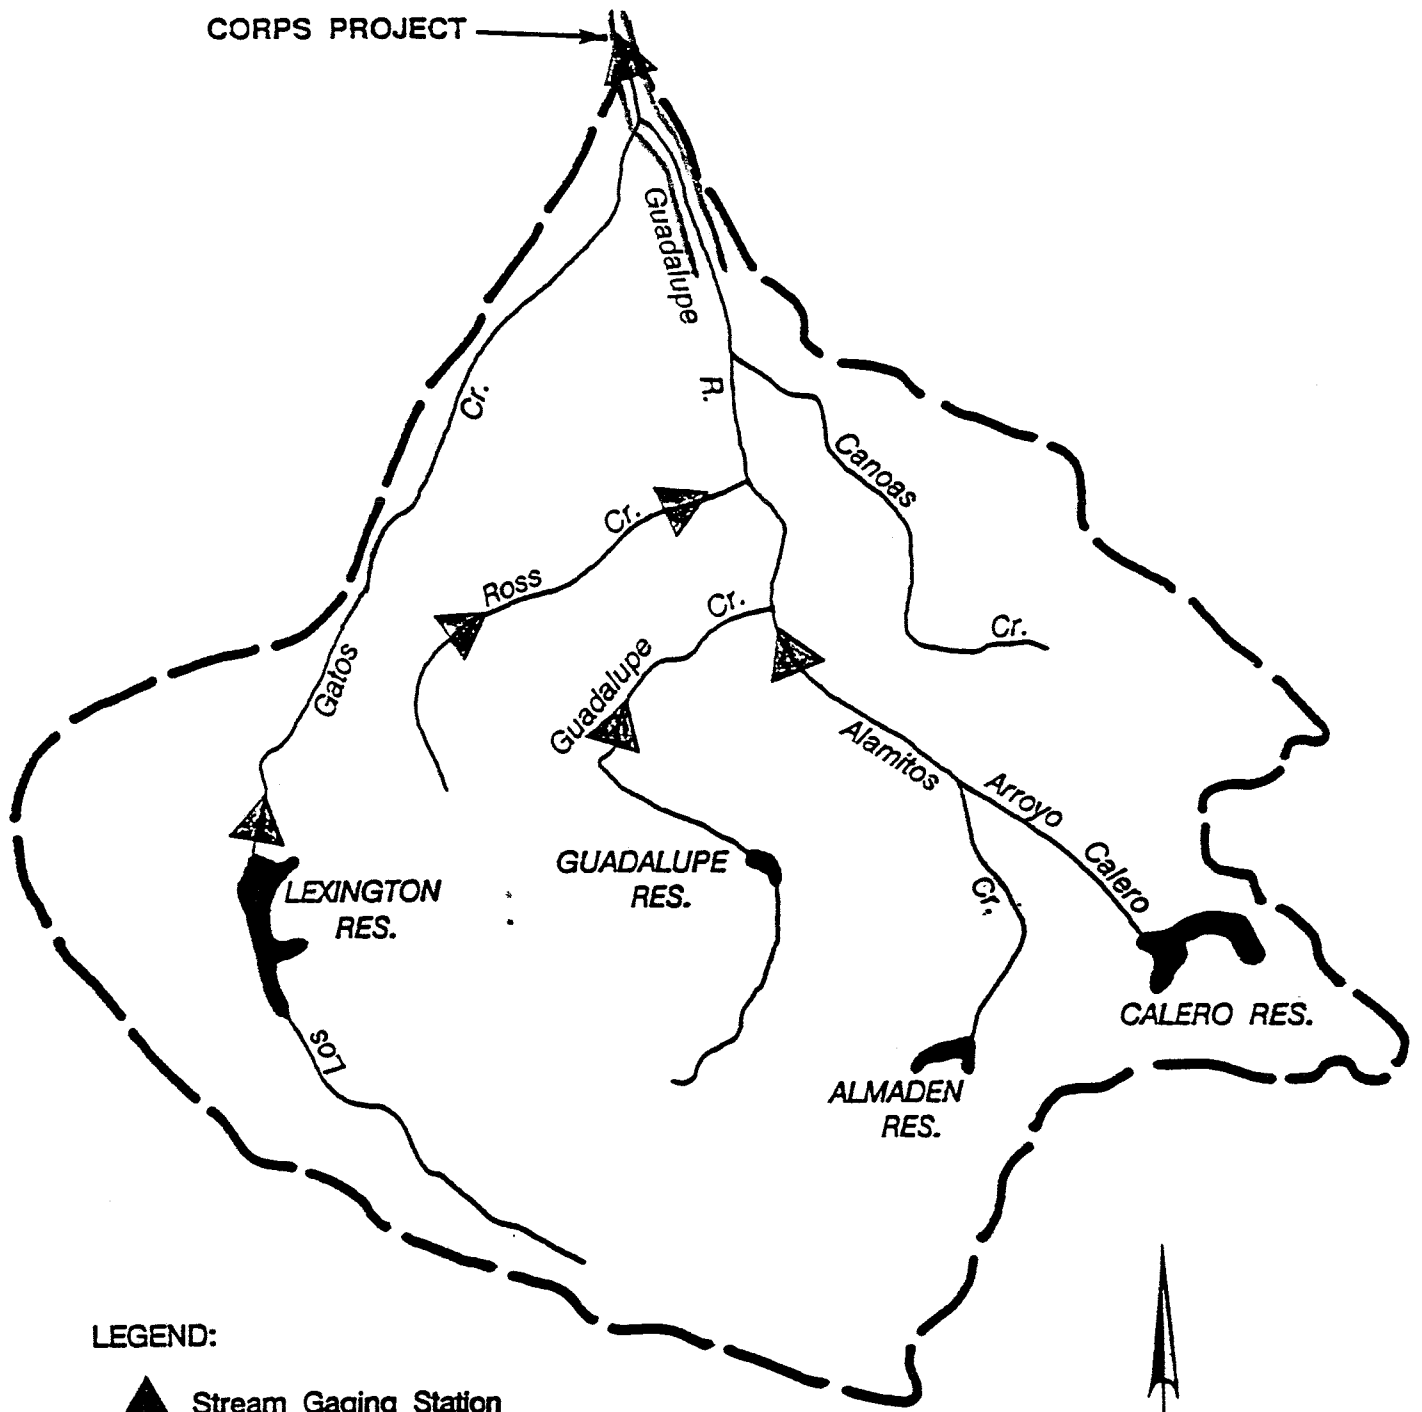 CORPS PROJECT
Guadalupe
R.
Cr.
Canoas
Cr.
Ross
Cr.
Cr.
Guadalupe
Gatos
Alamitos
Arroyo
Calero
Cr.
LEXINGTON
RES.
GUADALUPE
RES.
CALERO RES.
Los
ALMADEN
RES.
LEGEND:
Stream Gaging Station